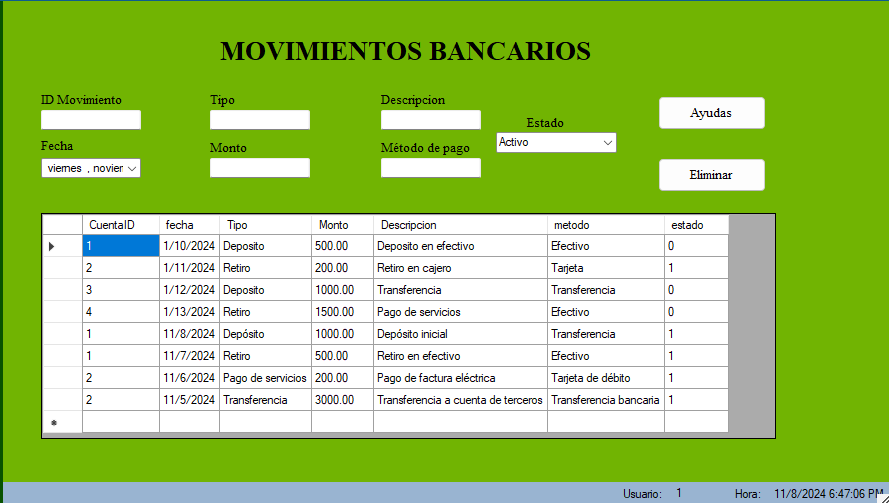 MOVIMIENTOS BANCARIOS
ID Movimiento Tipo Descripcion Ayudas
Estado
Fecha Monto Método de pago Activo
viernes , novier Eliminar
CuentaID fecha Tipo Monto Descripcion metodo estado
1 1/10/2024 Deposito 500.00 Deposito en efectivo Efectivo 0
2 1/11/2024 Retiro 200.00 Retiro en cajero Tarjeta 1
3 1/12/2024 Deposito 1000.00 Transferencia Transferencia 0
4 1/13/2024 Retiro 1500.00 Pago de servicios Efectivo 0
1 11/8/2024 Depósito 1000.00 Depósito inicial Transferencia 1
1 11/7/2024 Retiro 500.00 Retiro en efectivo Efectivo 1
2 11/6/2024 Pago de servicios 200.00 Pago de factura eléctrica Tarjeta de débito 1
2 11/5/2024 Transferencia 3000.00 Transferencia a cuenta de terceros Transferencia bancaria 1
Usuario: 1 Hora: 11/8/2024 6:47:06 PM